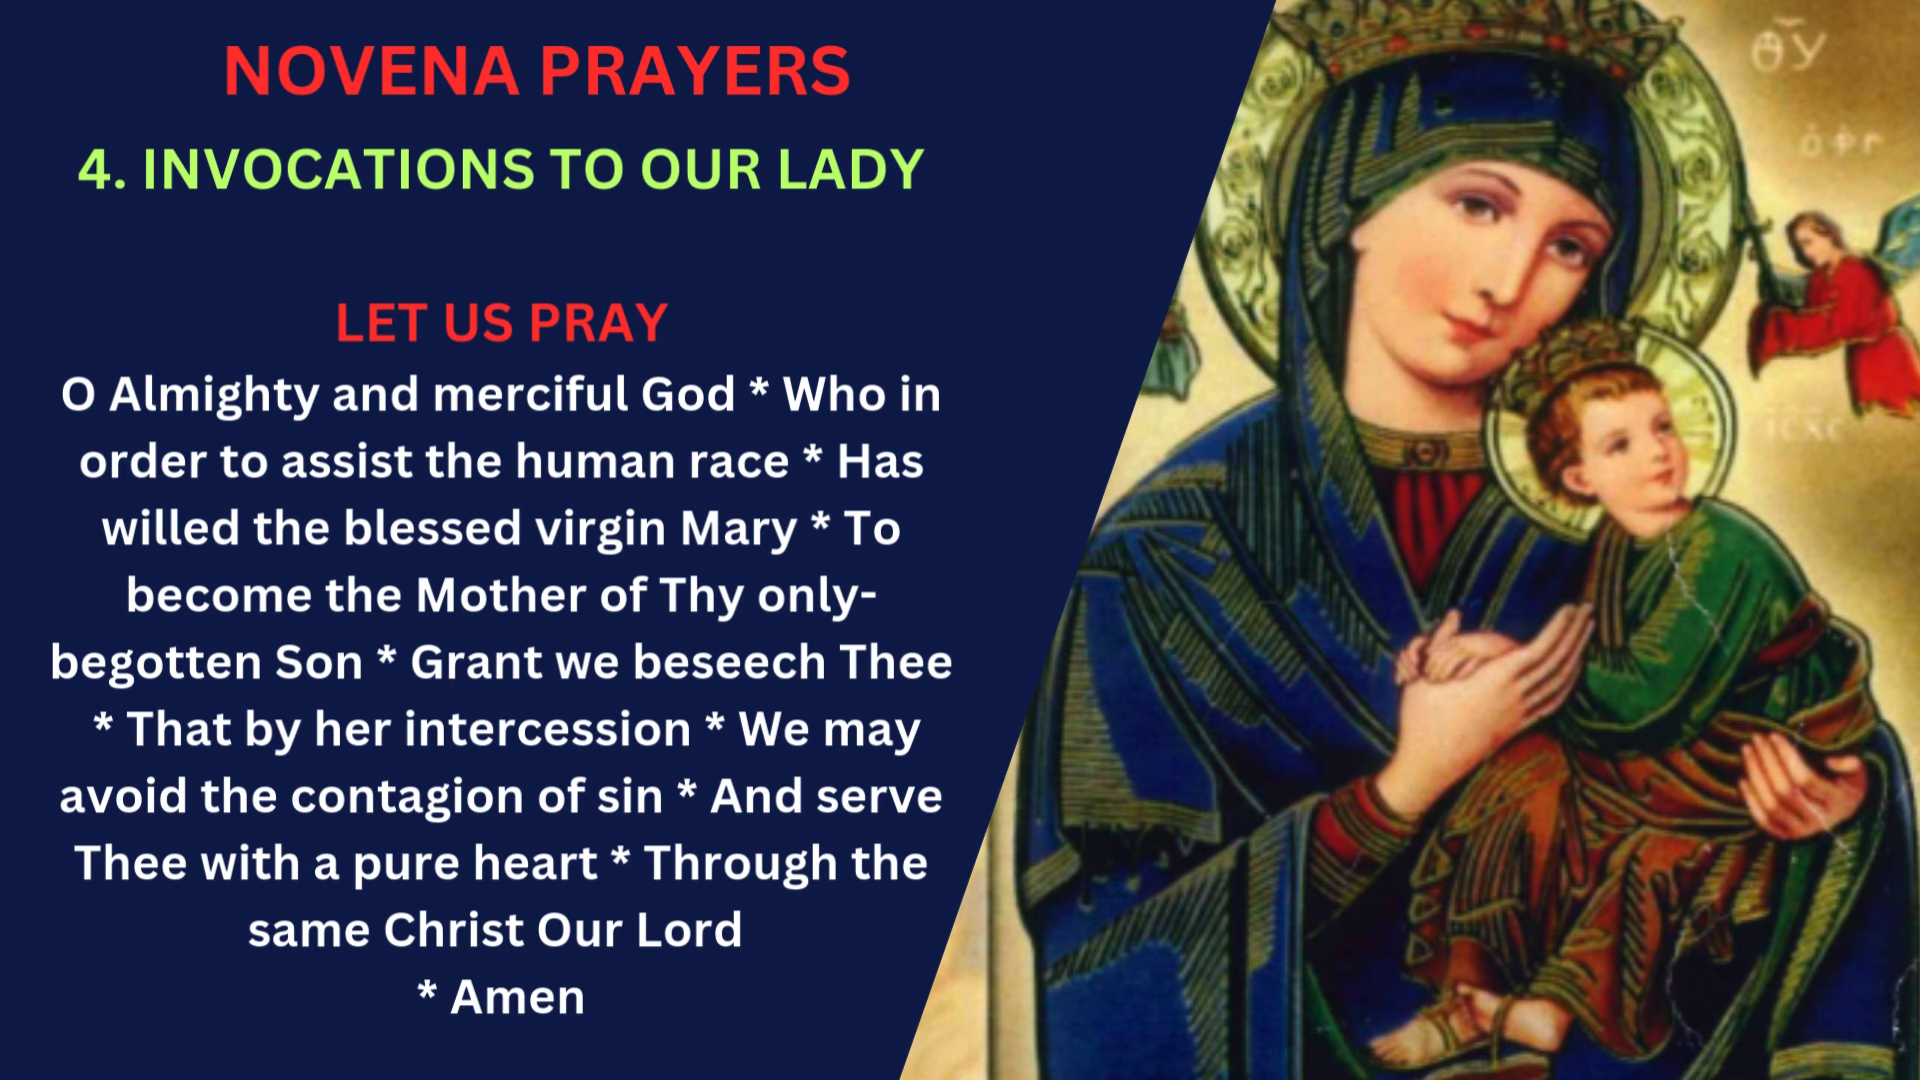 NOVENA PRAYERS
4. INVOCATIONS TO OUR LADY
LET US PRAY
O Almighty and merciful God * Who in
order to assist the human race * Has
willed the blessed virgin Mary * To
become the Mother of Thy only-
begotten Son * Grant we beseech Thee
* That by her intercession * We may
avoid the contagion of sin * And serve
Thee with a pure heart * Through the
same Christ Our Lord
* Amen